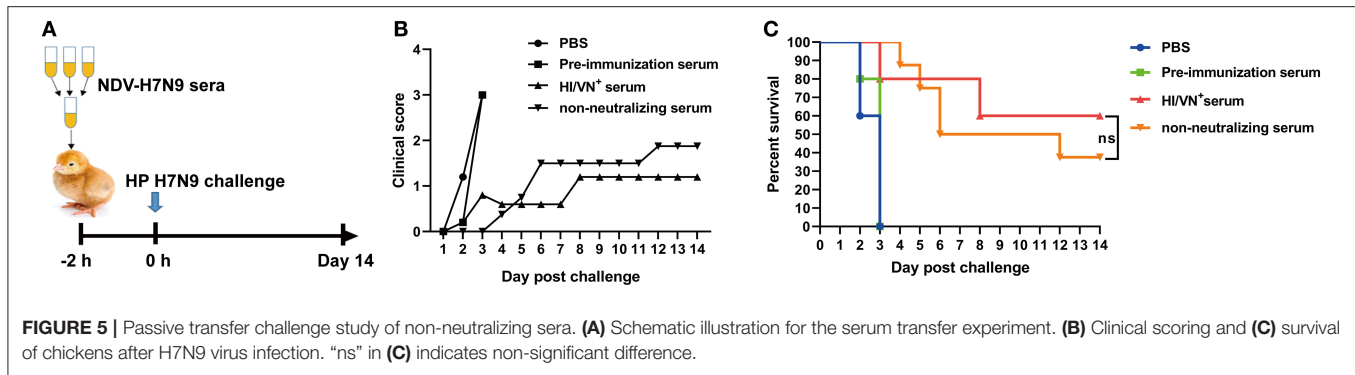 A
NDV-H7N9 sera
HP H7N9 challenge
-2 h
0 h
Day 14
B
Clinical score
4
3
2
1
0
1 2 3 4 5 6 7 8 9 10 11 12 13 14
Day post challenge
PBS
Pre-immunization serum
HI/VN+ serum
non-neutralizing serum
C
Percent survival
100
90
80
70
60
50
40
30
20
10
0
0 1 2 3 4 5 6 7 8 9 10 11 12 13 14
Day post challenge
ns
PBS
Pre-immunization serum
HI/VN+serum
non-neutralizing serum
FIGURE 5 | Passive transfer challenge study of non-neutralizing sera. (A) Schematic illustration for the serum transfer experiment. (B) Clinical scoring and (C) survival
of chickens after H7N9 virus infection. “ns” in (C) indicates non-significant difference.